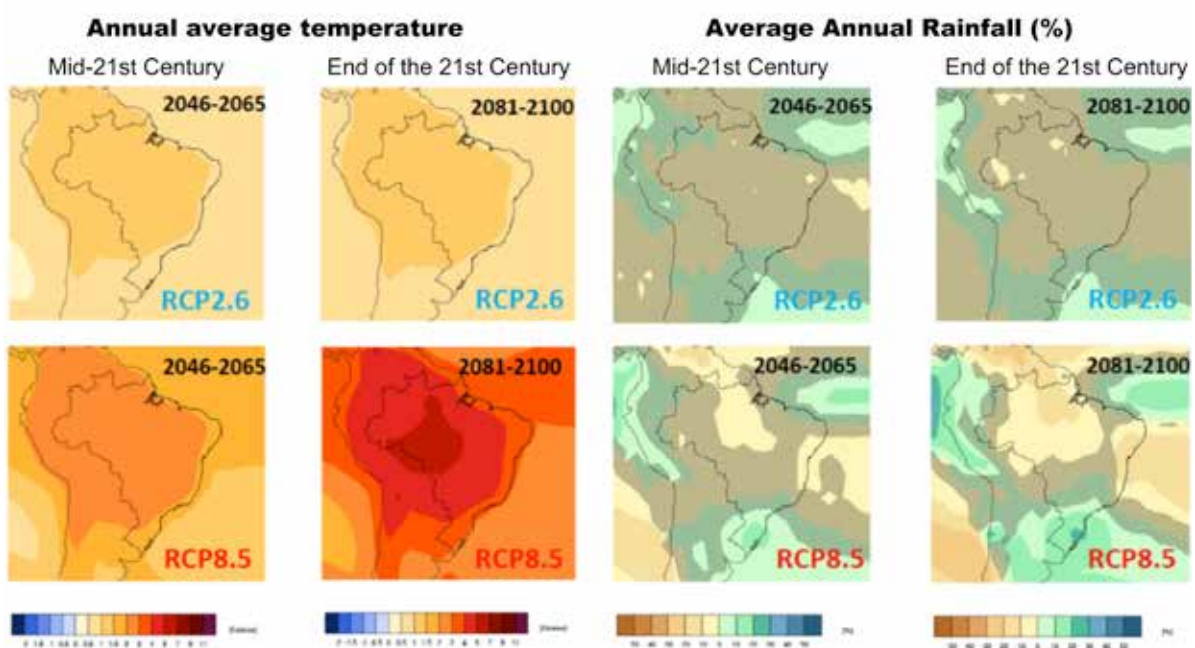 Annual average temperature
Average Annual Rainfall (%)
Mid-21st Century
End of the 21st Century
Mid-21st Century
End of the 21st Century
2046-2065
2081-2100
2046-2065
2081-2100
RCP2.6
RCP2.6
RCP2.6
RCP2.6
2046-2065
2081-2100
2046-2065
2081-2100
RCP8.5
RCP8.5
RCP8.5
RCP8.5